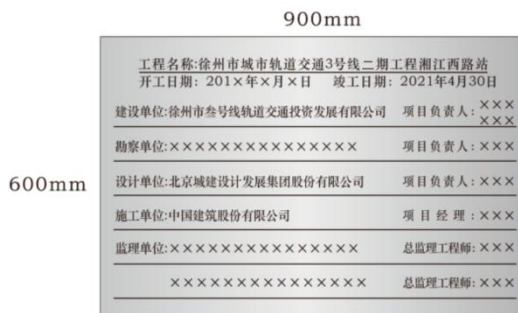 900mm
工程名称:徐州市城市轨道交通3号线二期工程湘江西路站
开工日期: 201×年×月×日 竣工日期: 2021年4月30日
建设单位:徐州市叁号线轨道交通投资发展有限公司 项目负责人:×××
×××
勘察单位:××××××××××××××× 项目负责人:×××
600mm
设计单位:北京城建设计发展集团股份有限公司 项目负责人:×××
施工单位:中国建筑股份有限公司 项目经理:×××
监理单位:××××××××××××××× 总监理工程师:×××
×××××××××××××××× 总监理工程师:×××